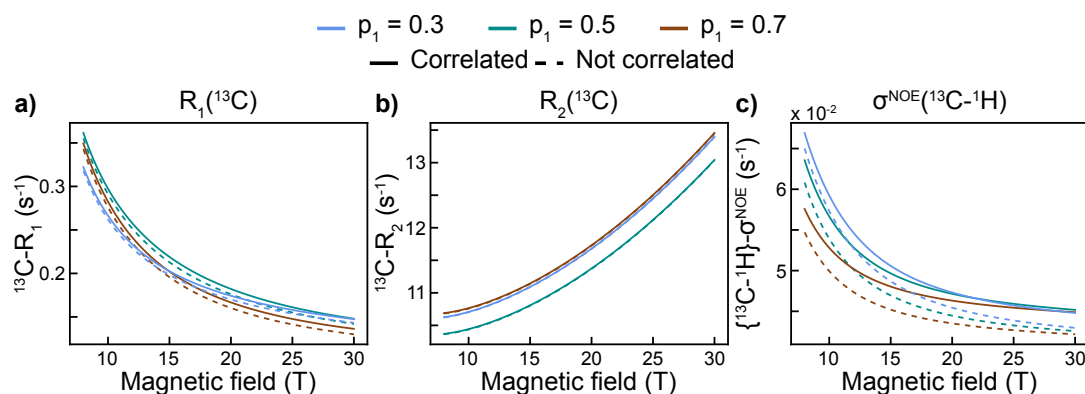 p₁ = 0.3 p₁ = 0.5 p₁ = 0.7
Correlated Not correlated
a) R₁(¹³C)
¹³C-R₁ (s⁻¹)
0.3
0.2
10 15 20 25 30
Magnetic field (T)
b) R₂(¹³C)
¹³C-R₂ (s⁻¹)
13
12
11
10 15 20 25 30
Magnetic field (T)
c) σᴺᴼᴱ(¹³C-¹H)
x 10⁻²
{¹³C-¹H}-σᴺᴼᴱ (s⁻¹)
6
5
10 15 20 25 30
Magnetic field (T)